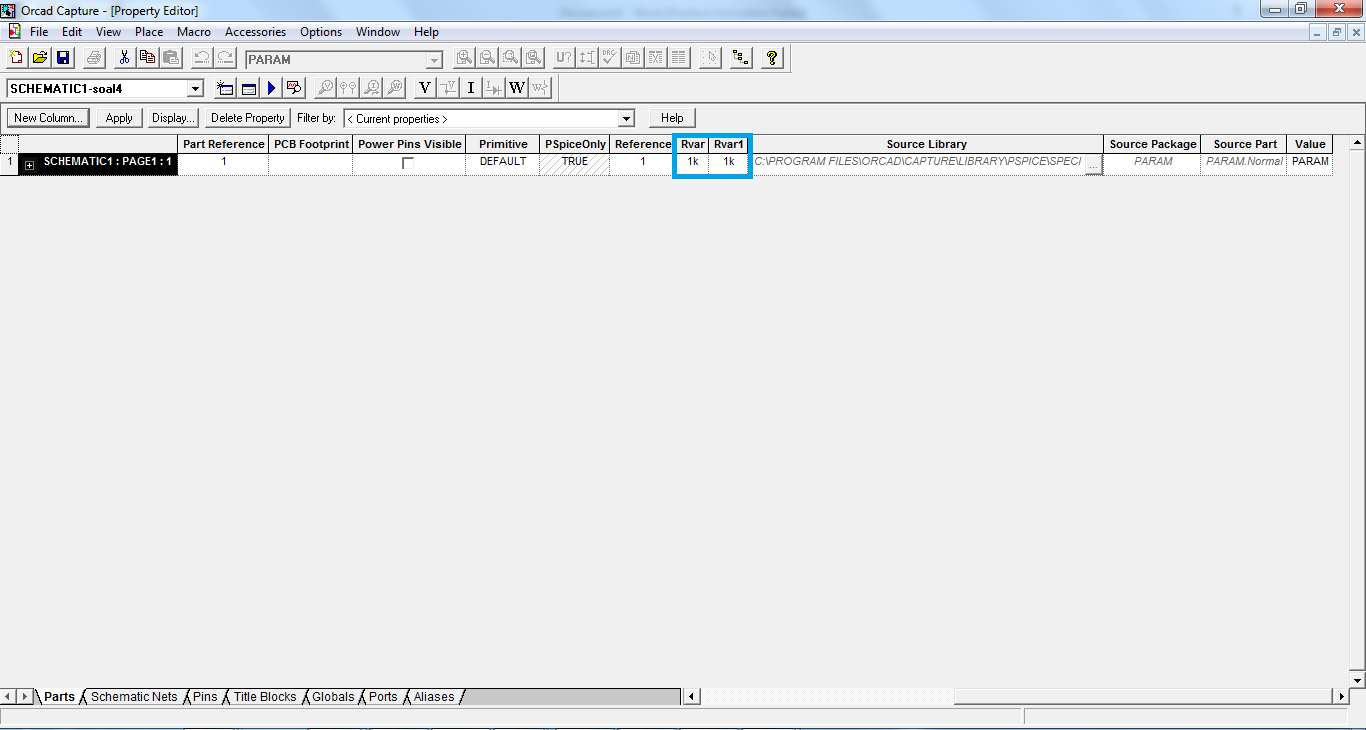 Orcad Capture - [Property Editor]
File Edit View Place Macro Accessories Options Window Help
PARAM
U?
DRC
SCHEMATIC1-soal4
V V I I W W
New Column... Apply Display... Delete Property Filter by: < Current properties > Help
Part Reference PCB Footprint Power Pins Visible Primitive PSpiceOnly Reference Rvar Rvar1 Source Library Source Package Source Part Value
1 SCHEMATIC1 : PAGE1 : 1 1 DEFAULT TRUE 1 1k 1k C:\PROGRAM FILES\ORCAD\CAPTURE\LIBRARY\PSPICE\SPECI ... PARAM PARAM.Normal PARAM
Parts Schematic Nets Pins Title Blocks Globals Ports Aliases